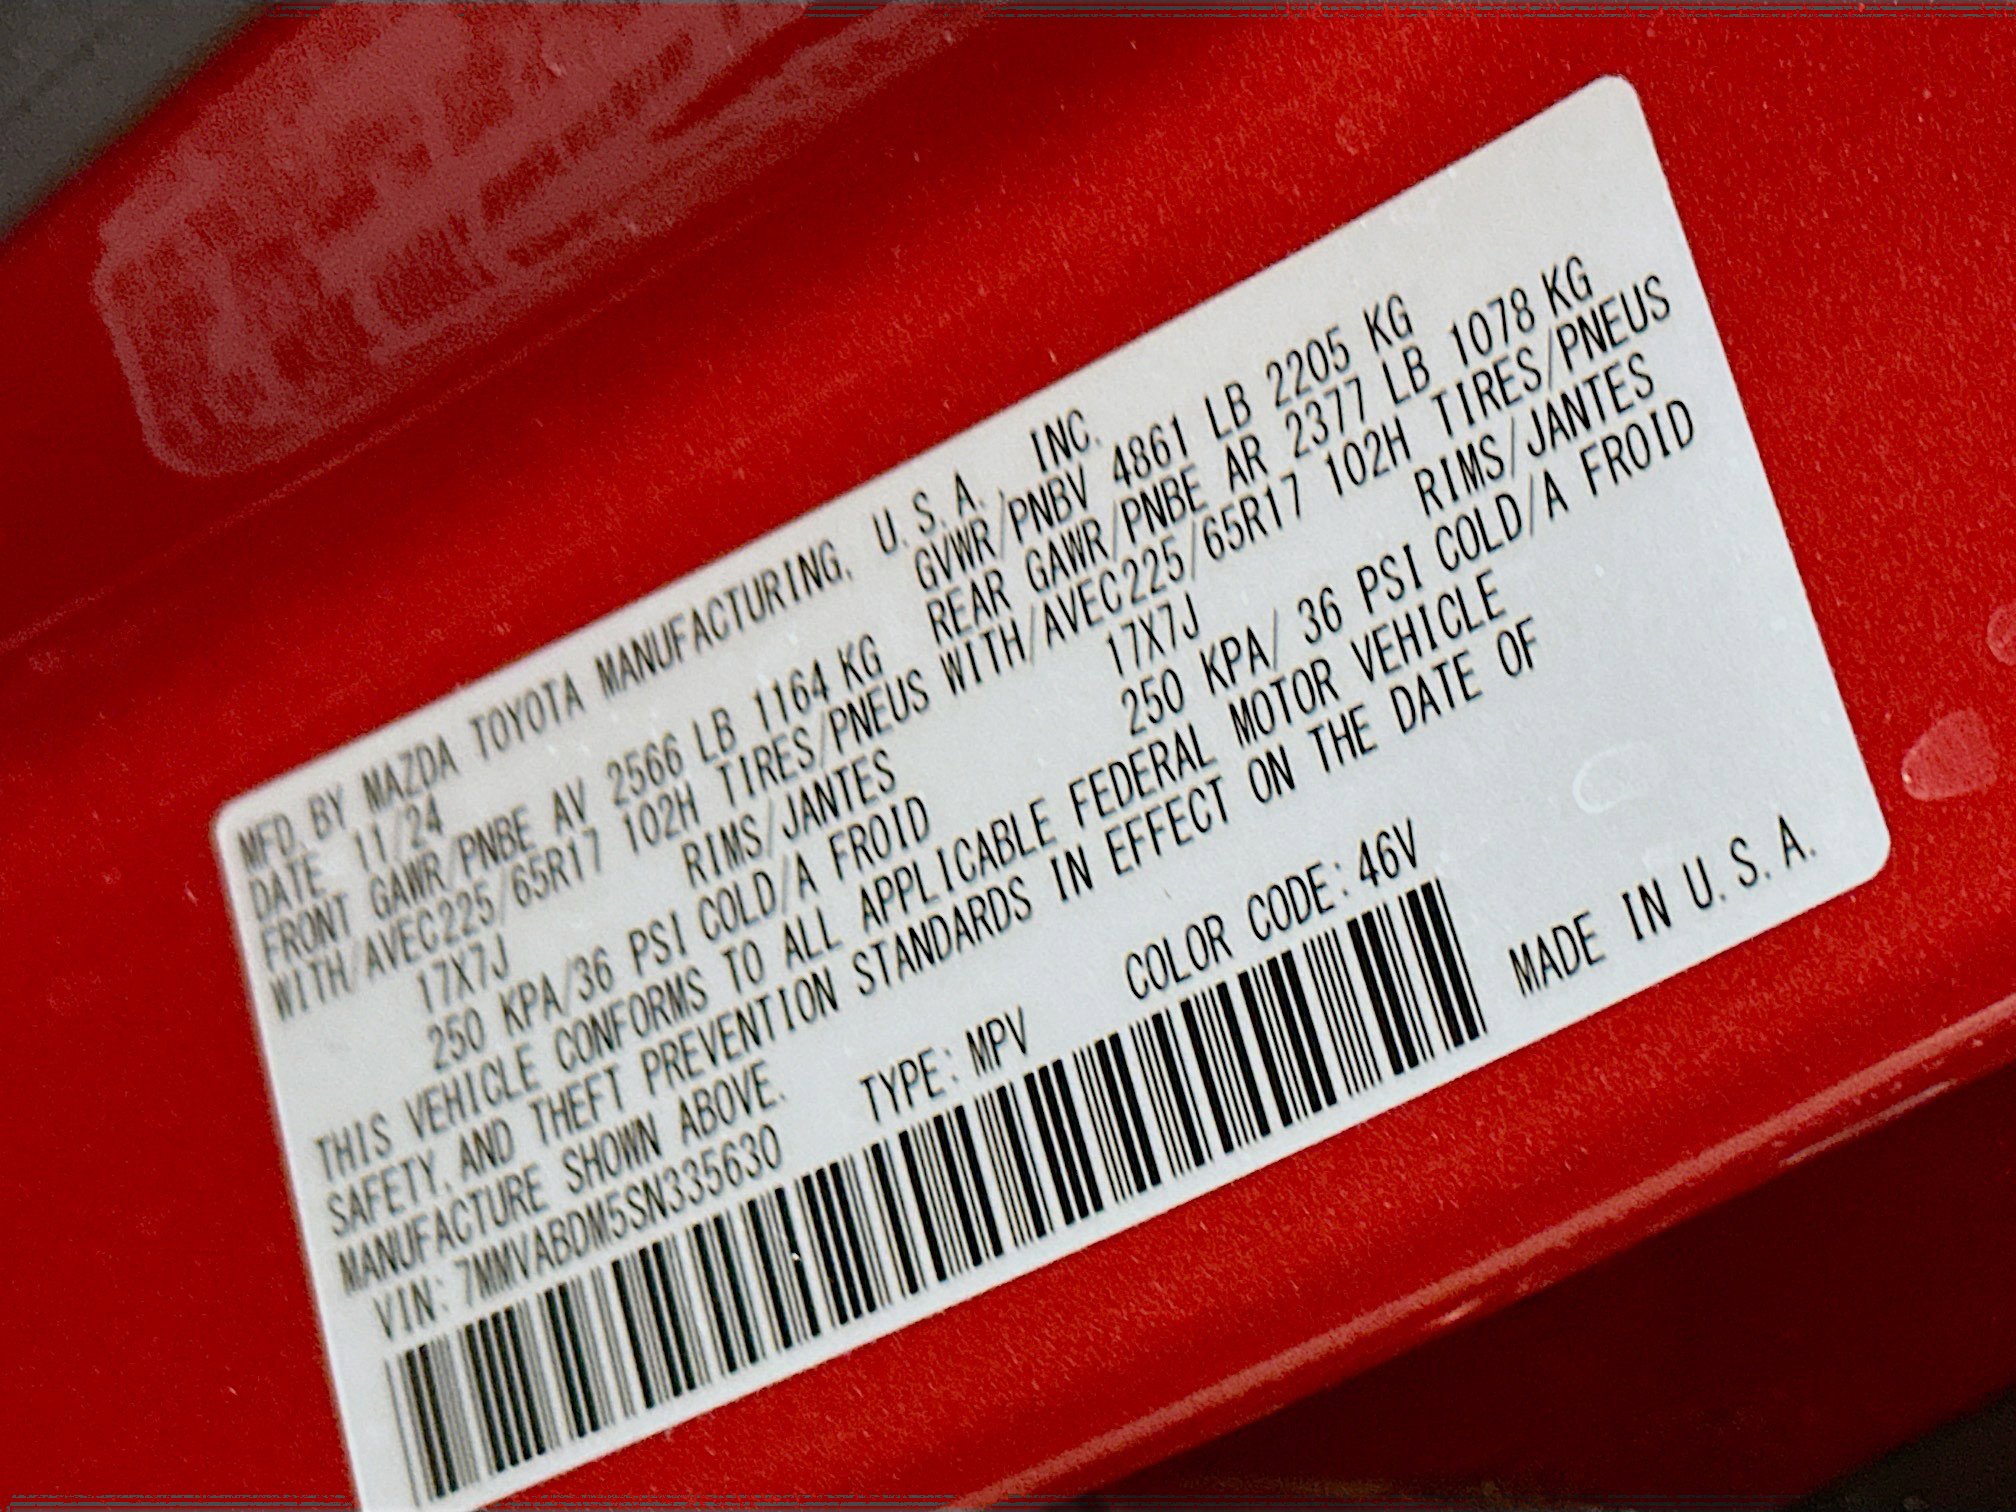 MFD. BY MAZDA TOYOTA MANUFACTURING, U.S.A., INC.
DATE 11/24 GVWR/PNBV 4861 LB 2205 KG
FRONT GAWR/PNBE AV 2566 LB 1164 KG REAR GAWR/PNBE AR 2377 LB 1078 KG
WITH/AVEC225/65R17 102H TIRES/PNEUS WITH/AVEC225/65R17 102H TIRES/PNEUS
17X7J RIMS/JANTES 17X7J RIMS/JANTES
250 KPA/36 PSI COLD/A FROID 250 KPA/ 36 PSI COLD/A FROID
THIS VEHICLE CONFORMS TO ALL APPLICABLE FEDERAL MOTOR VEHICLE
SAFETY, AND THEFT PREVENTION STANDARDS IN EFFECT ON THE DATE OF
MANUFACTURE SHOWN ABOVE.
VIN: 7MMVABDM5SN335630 TYPE: MPV COLOR CODE: 46V
MADE IN U.S.A.